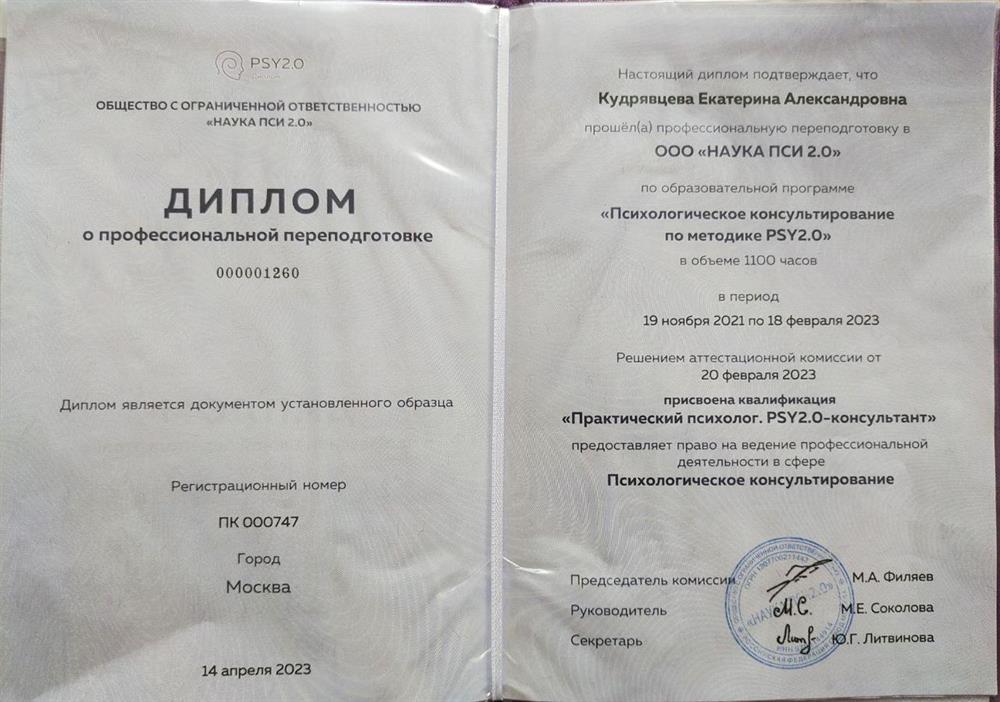 PSY2.0
Диплом
ОБЩЕСТВО С ОГРАНИЧЕННОЙ ОТВЕТСТВЕННОСТЬЮ
«НАУКА ПСИ 2.0»
ДИПЛОМ
о профессиональной переподготовке
000001260
Диплом является документом установленного образца
Регистрационный номер
ПК 000747
Город
Москва
14 апреля 2023
Настоящий диплом подтверждает, что
Кудрявцева Екатерина Александровна
прошёл(а) профессиональную переподготовку в
ООО «НАУКА ПСИ 2.0»
по образовательной программе
«Психологическое консультирование
по методике PSY2.0»
в объеме 1100 часов
в период
19 ноября 2021 по 18 февраля 2023
Решением аттестационной комиссии от
20 февраля 2023
присвоена квалификация
«Практический психолог. PSY2.0-консультант»
предоставляет право на ведение профессиональной
деятельности в сфере
Психологическое консультирование
Председатель комиссии М.А. Филяев
Руководитель М.Е. Соколова
Секретарь Ю.Г. Литвинова